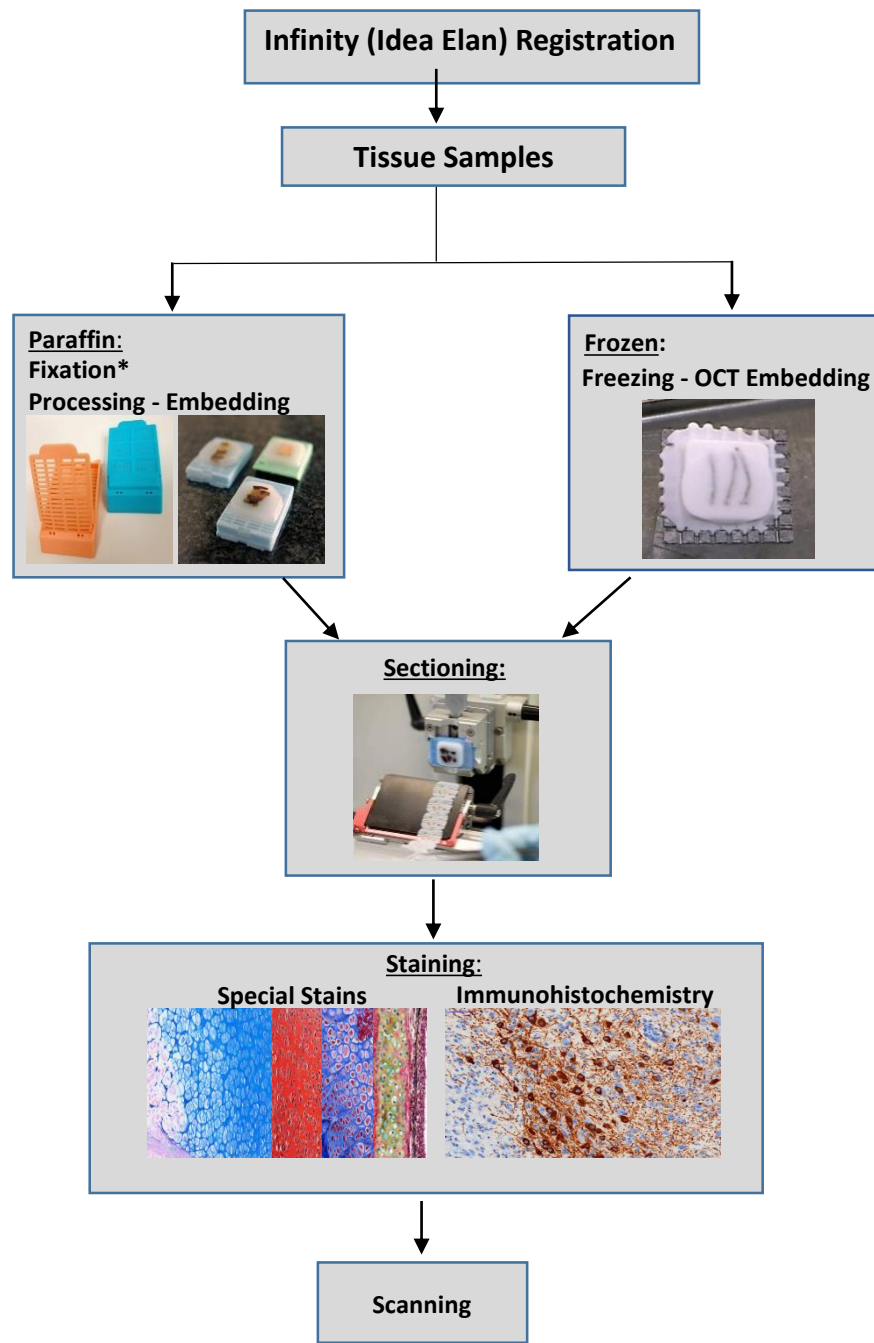 Infinity (Idea Elan) Registration
Tissue Samples
Paraffin:
Fixation*
Processing - Embedding
Frozen:
Freezing - OCT Embedding
Sectioning:
Staining:
Special Stains
Immunohistochemistry
Scanning